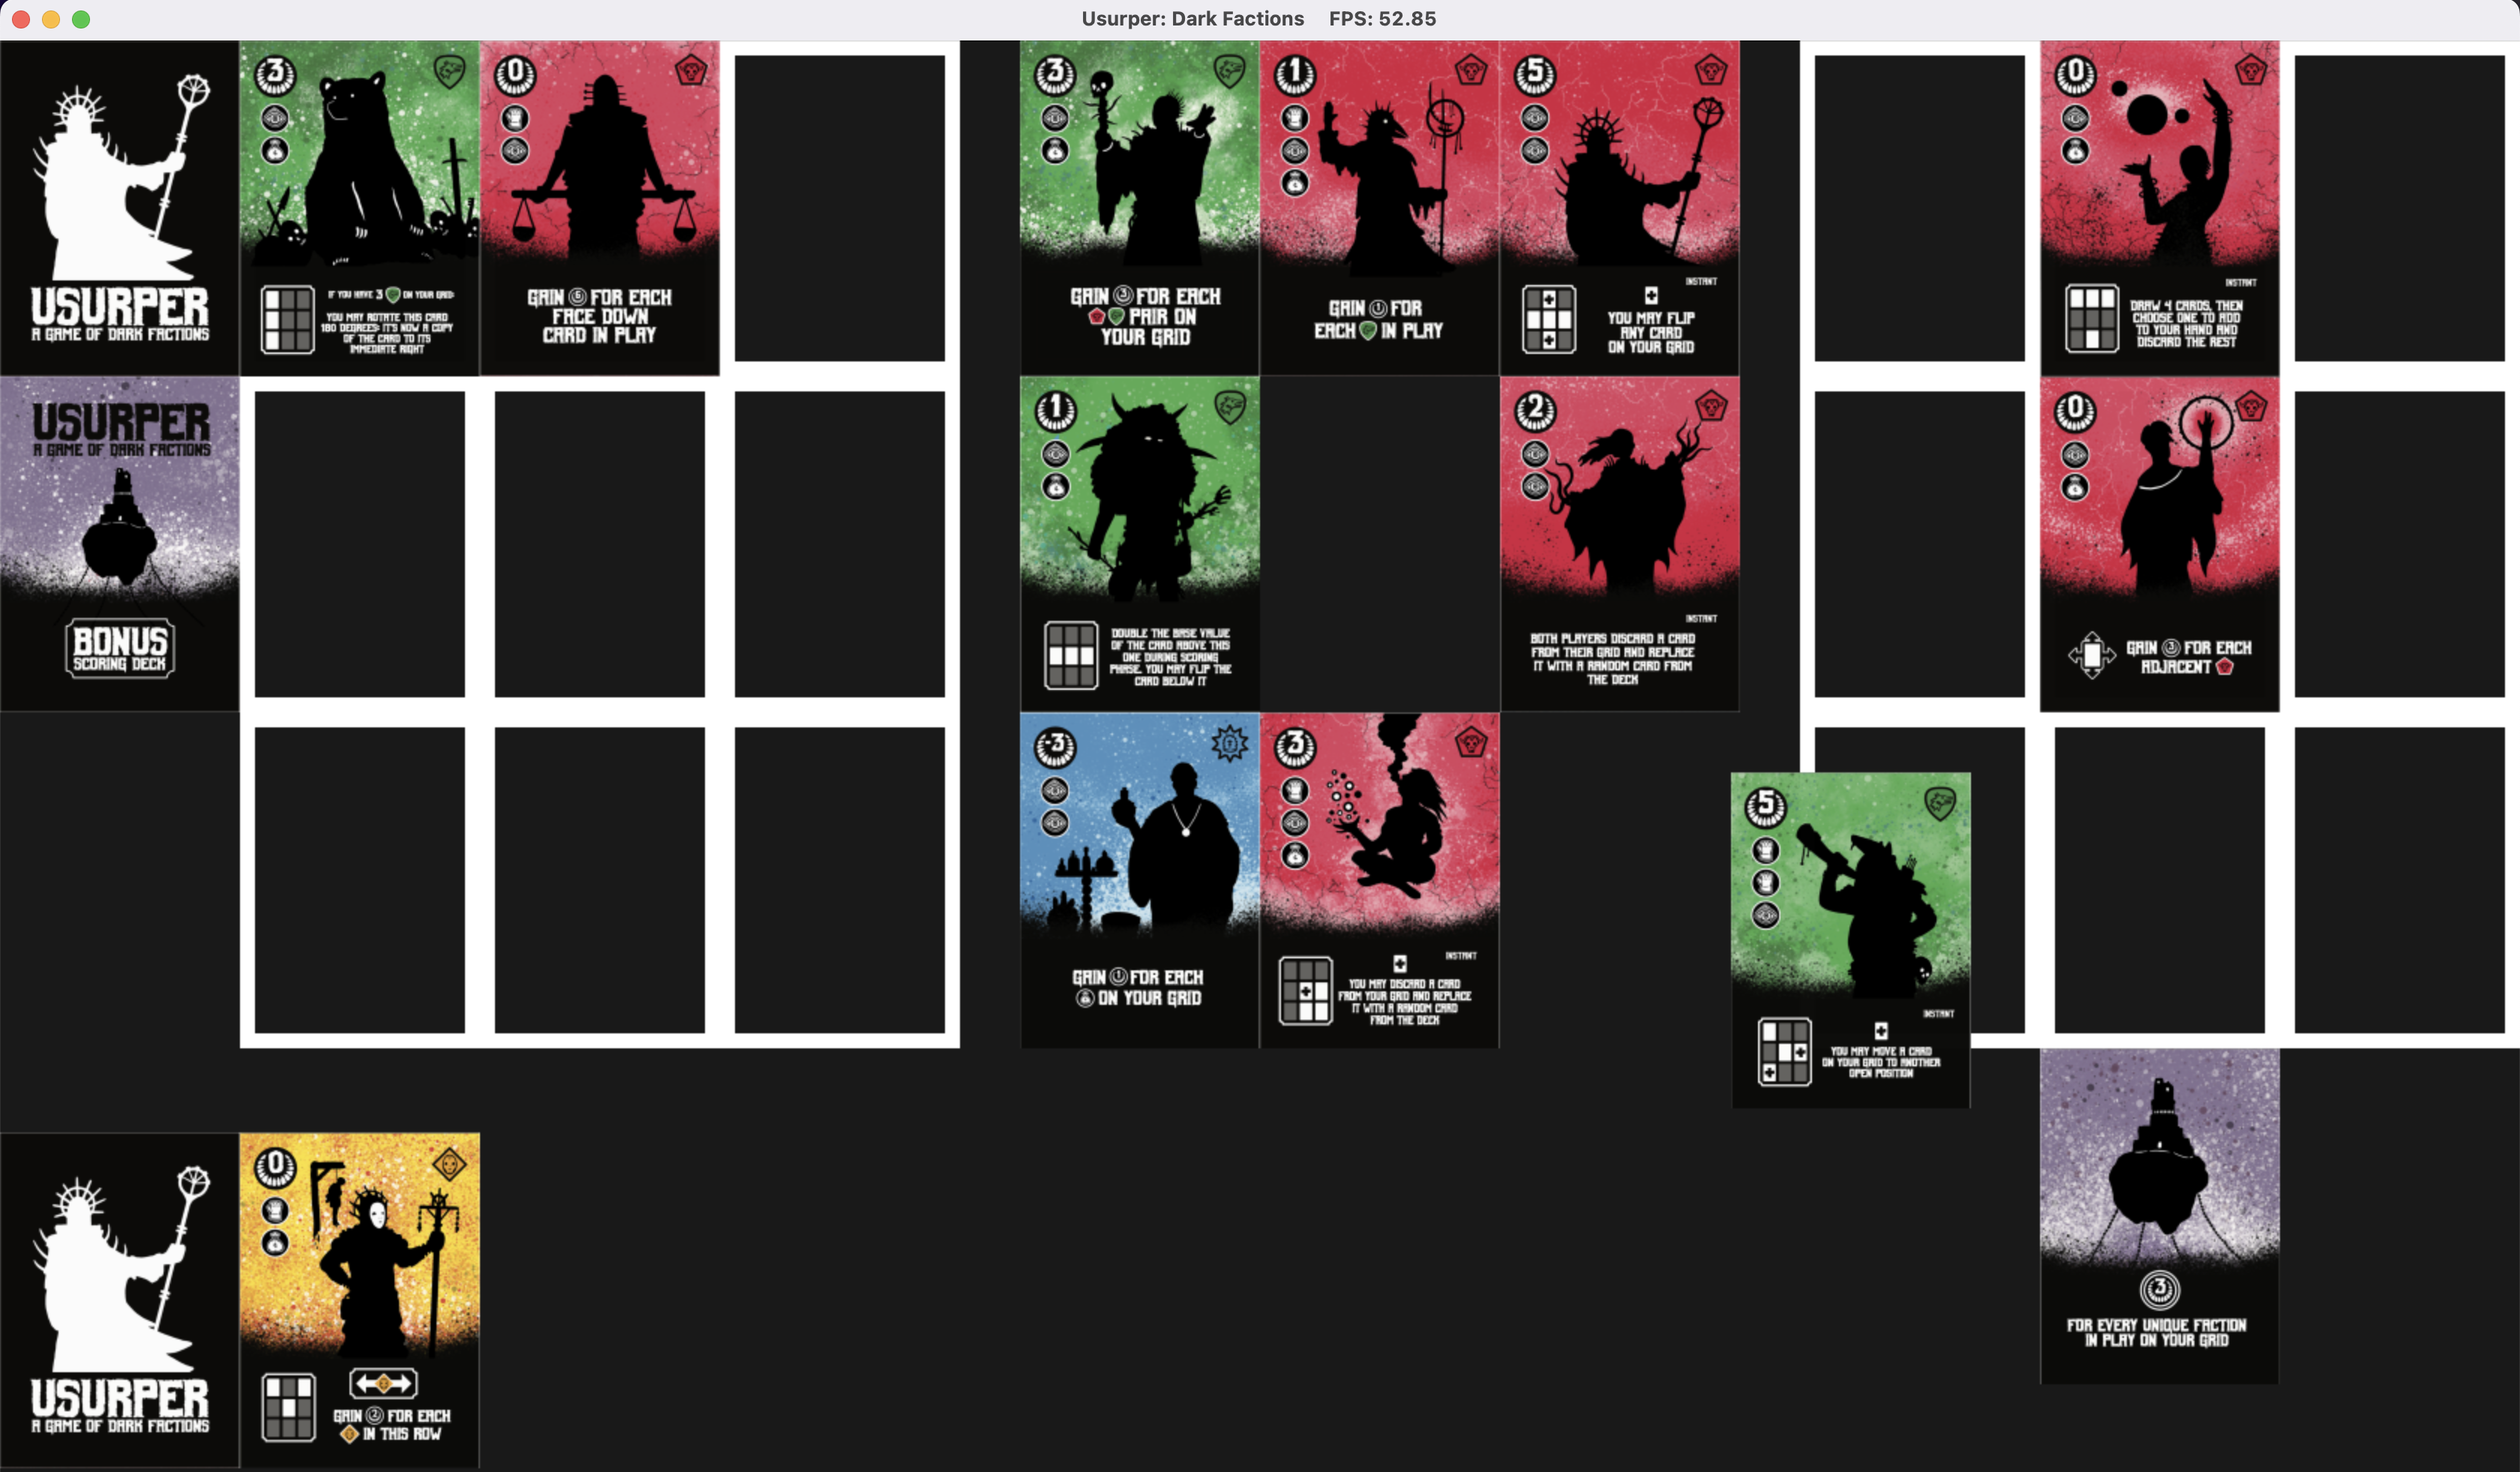 Usurper: Dark Factions FPS: 52.85
USURPER
A GAME OF DARK FACTIONS
3
IF YOU HAVE 3 ON YOUR GRID:
YOU MAY ROTATE THIS CARD
180 DEGREES: IT'S NOW A COPY
OF THE CARD TO ITS
IMMEDIATE RIGHT
0
GAIN 6 FOR EACH
FACE DOWN
CARD IN PLAY
3
GAIN 3 FOR EACH
PAIR ON
YOUR GRID
1
GAIN 1 FOR
EACH IN PLAY
5
INSTANT
YOU MAY FLIP
ANY CARD
ON YOUR GRID
0
INSTANT
DRAW 4 CARDS, THEN
CHOOSE ONE TO ADD
TO YOUR HAND AND
DISCARD THE REST
USURPER
A GAME OF DARK FACTIONS
BONUS
SCORING DECK
1
DOUBLE THE BASE VALUE
OF THE CARD ABOVE THIS
ONE DURING SCORING
PHASE. YOU MAY FLIP THE
CARD BELOW IT
2
INSTANT
BOTH PLAYERS DISCARD A CARD
FROM THEIR GRID AND REPLACE
IT WITH A RANDOM CARD FROM
THE DECK
0
GAIN 3 FOR EACH
ADJACENT
-3
GAIN 1 FOR EACH
ON YOUR GRID
3
INSTANT
YOU MAY DISCARD A CARD
FROM YOUR GRID AND REPLACE
IT WITH A RANDOM CARD
FROM THE DECK
5
INSTANT
YOU MAY MOVE A CARD
ON YOUR GRID TO ANOTHER
OPEN POSITION
USURPER
A GAME OF DARK FACTIONS
0
GAIN 2 FOR EACH
IN THIS ROW
3
FOR EVERY UNIQUE FACTION
IN PLAY ON YOUR GRID